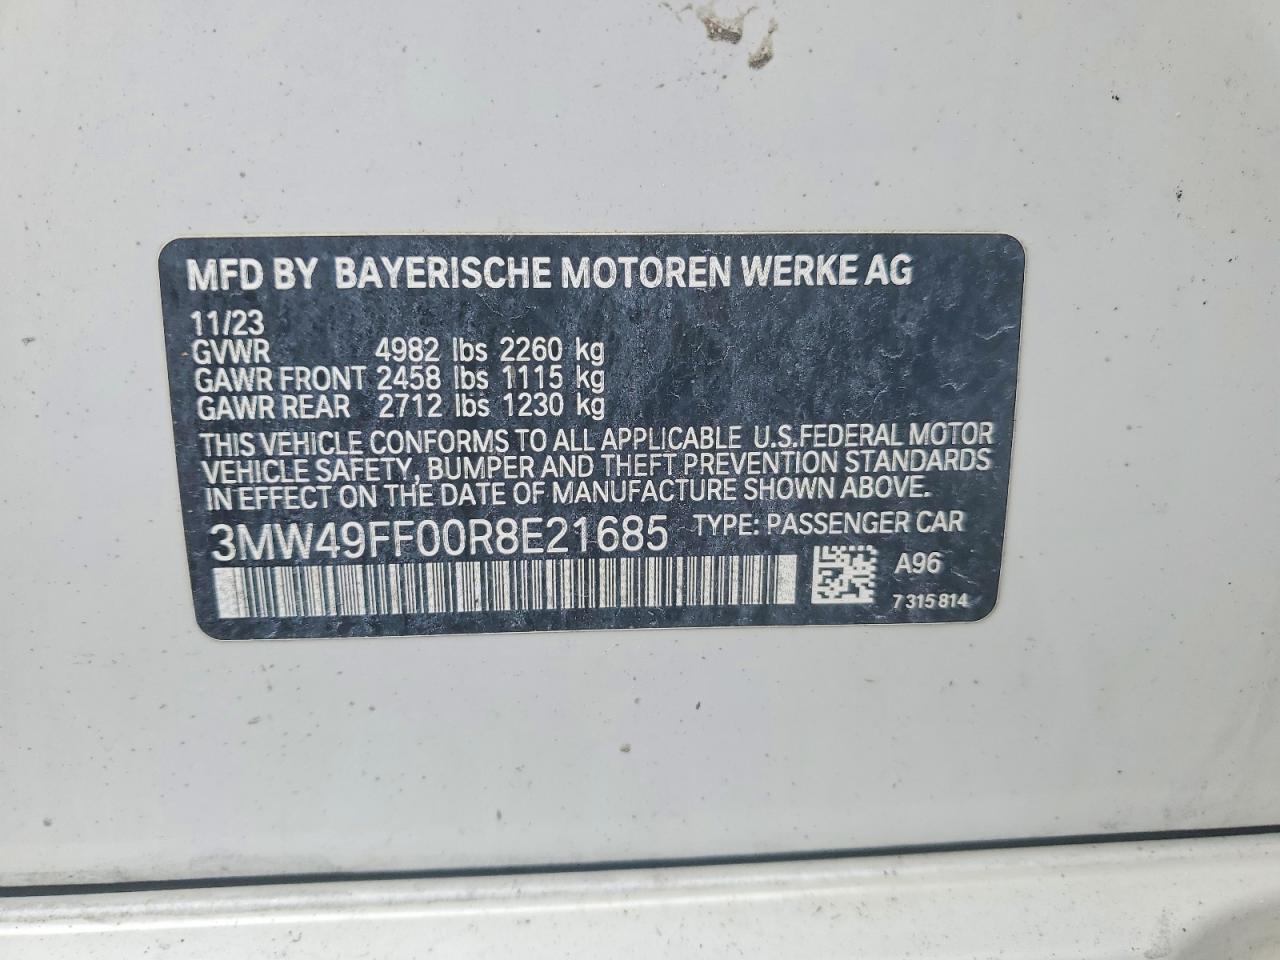 MFD BY BAYERISCHE MOTOREN WERKE AG
11/23
GVWR 4982 lbs 2260 kg
GAWR FRONT 2458 lbs 1115 kg
GAWR REAR 2712 lbs 1230 kg
THIS VEHICLE CONFORMS TO ALL APPLICABLE U.S.FEDERAL MOTOR
VEHICLE SAFETY, BUMPER AND THEFT PREVENTION STANDARDS
IN EFFECT ON THE DATE OF MANUFACTURE SHOWN ABOVE.
3MW49FF00R8E21685 TYPE: PASSENGER CAR
A96
7 315 814